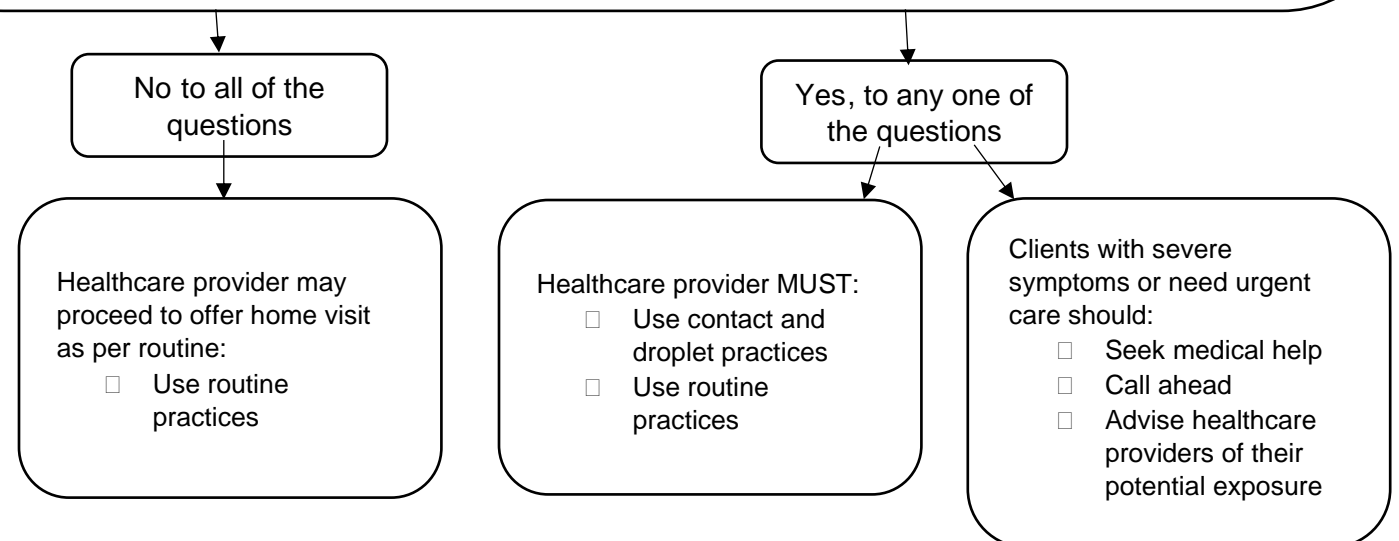 No to all of the
questions
Yes, to any one of
the questions
Healthcare provider may
proceed to offer home visit
as per routine:
□ Use routine
practices
Healthcare provider MUST:
□ Use contact and
droplet practices
□ Use routine
practices
Clients with severe
symptoms or need urgent
care should:
□ Seek medical help
□ Call ahead
□ Advise healthcare
providers of their
potential exposure